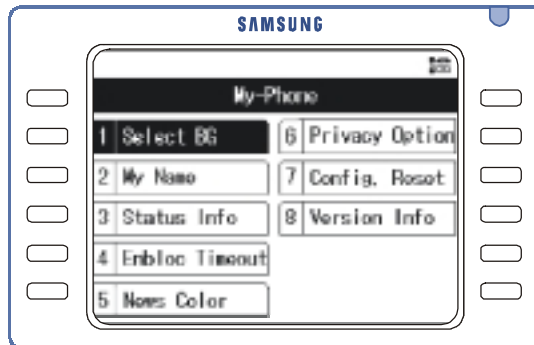 SAMSUNG
My-Phone
1 Select BG
2 My Name
3 Status Info
4 Enbloc Timeout
5 News Color
6 Privacy Option
7 Config. Reset
8 Version Info